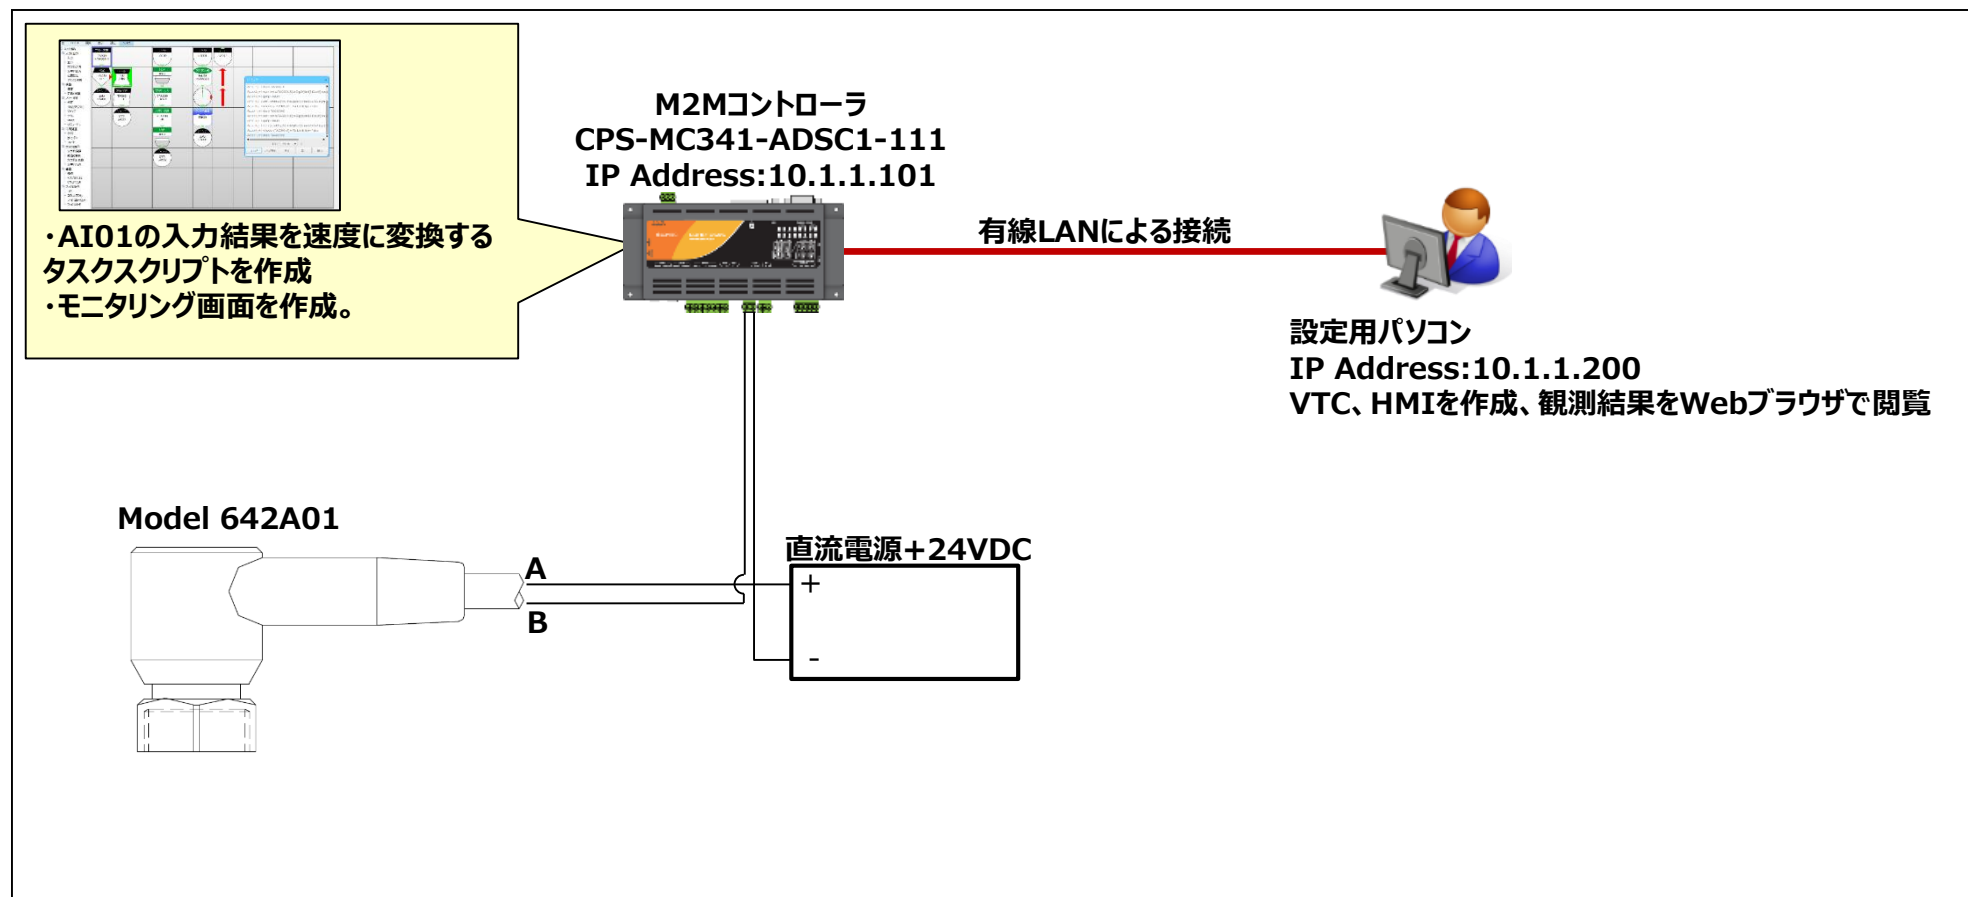 M2Mコントローラ
CPS-MC341-ADSC1-111
IP Address:10.1.1.101
・AI01の入力結果を速度に変換する
タスクスクリプトを作成
・モニタリング画面を作成。
有線LANによる接続
設定用パソコン
IP Address:10.1.1.200
VTC、HMIを作成、観測結果をWebブラウザで閲覧
Model 642A01
A
B
直流電源+24VDC
+
-